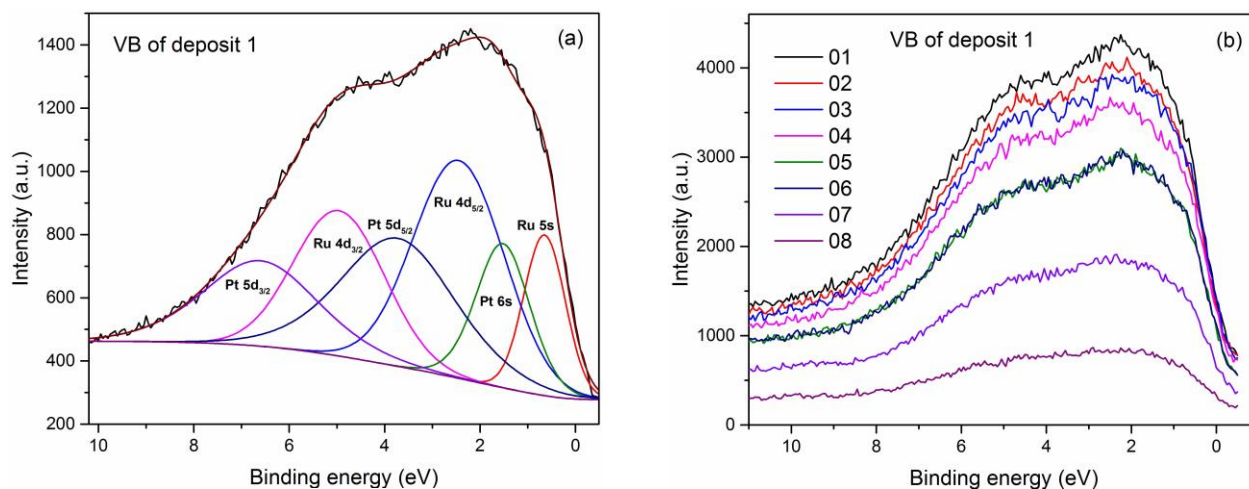 VB of deposit 1
(a)
1400
1200
1000
800
600
400
200
Intensity (a.u.)
Pt 5d3/2
Ru 4d3/2
Pt 5d5/2
Ru 4d5/2
Pt 6s
Ru 5s
10
8
6
4
2
0
Binding energy (eV)
VB of deposit 1
(b)
01
02
03
04
05
06
07
08
4000
3000
2000
1000
0
Intensity (a.u.)
10
8
6
4
2
0
Binding energy (eV)